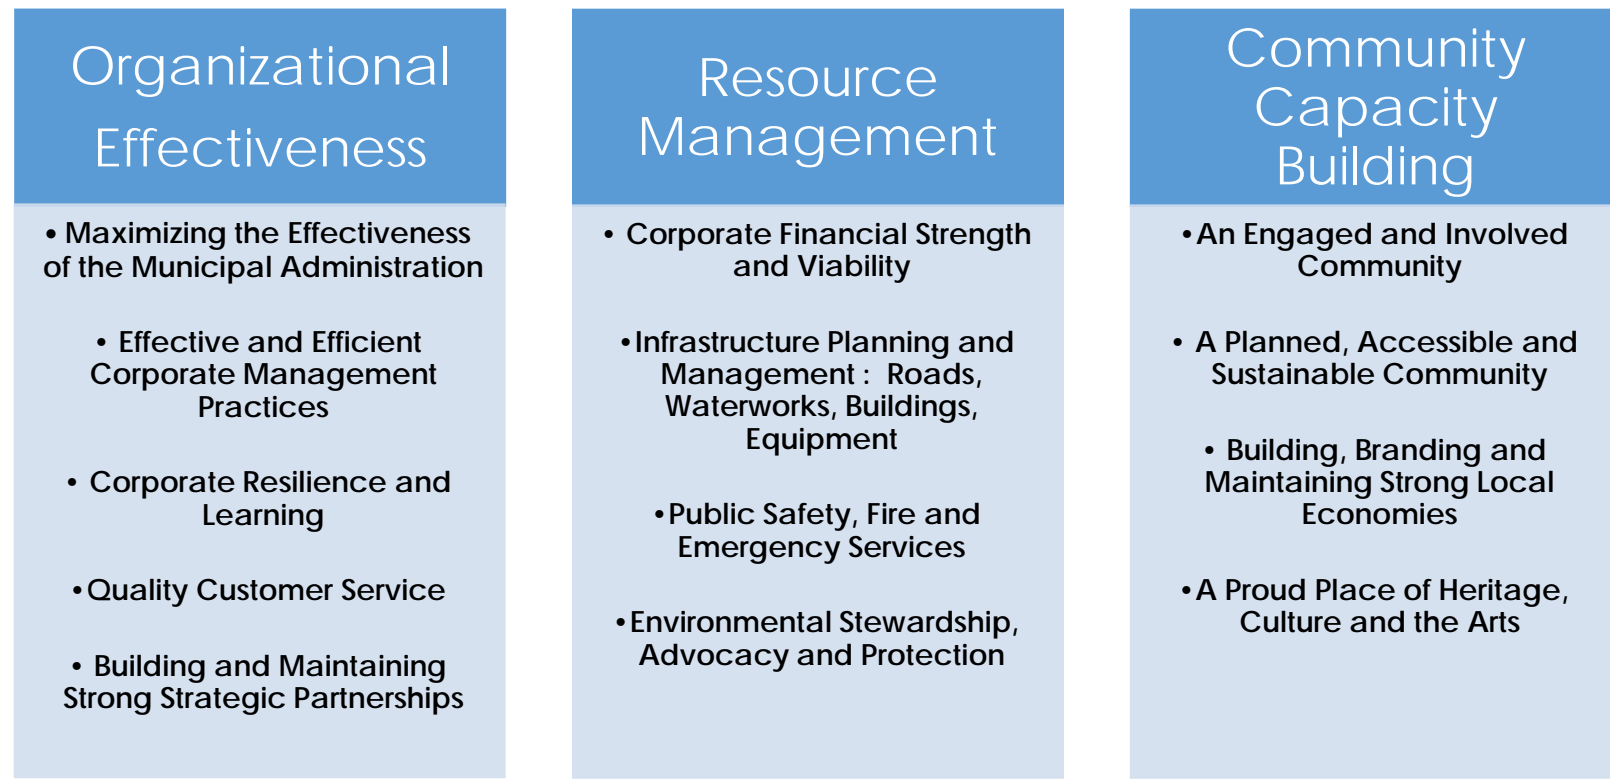 Organizational
Effectiveness
• Maximizing the Effectiveness
of the Municipal Administration
• Effective and Efficient
Corporate Management
Practices
• Corporate Resilience and
Learning
• Quality Customer Service
• Building and Maintaining
Strong Strategic Partnerships
Resource
Management
• Corporate Financial Strength
and Viability
• Infrastructure Planning and
Management : Roads,
Waterworks, Buildings,
Equipment
• Public Safety, Fire and
Emergency Services
• Environmental Stewardship,
Advocacy and Protection
Community
Capacity
Building
• An Engaged and Involved
Community
• A Planned, Accessible and
Sustainable Community
• Building, Branding and
Maintaining Strong Local
Economies
• A Proud Place of Heritage,
Culture and the Arts